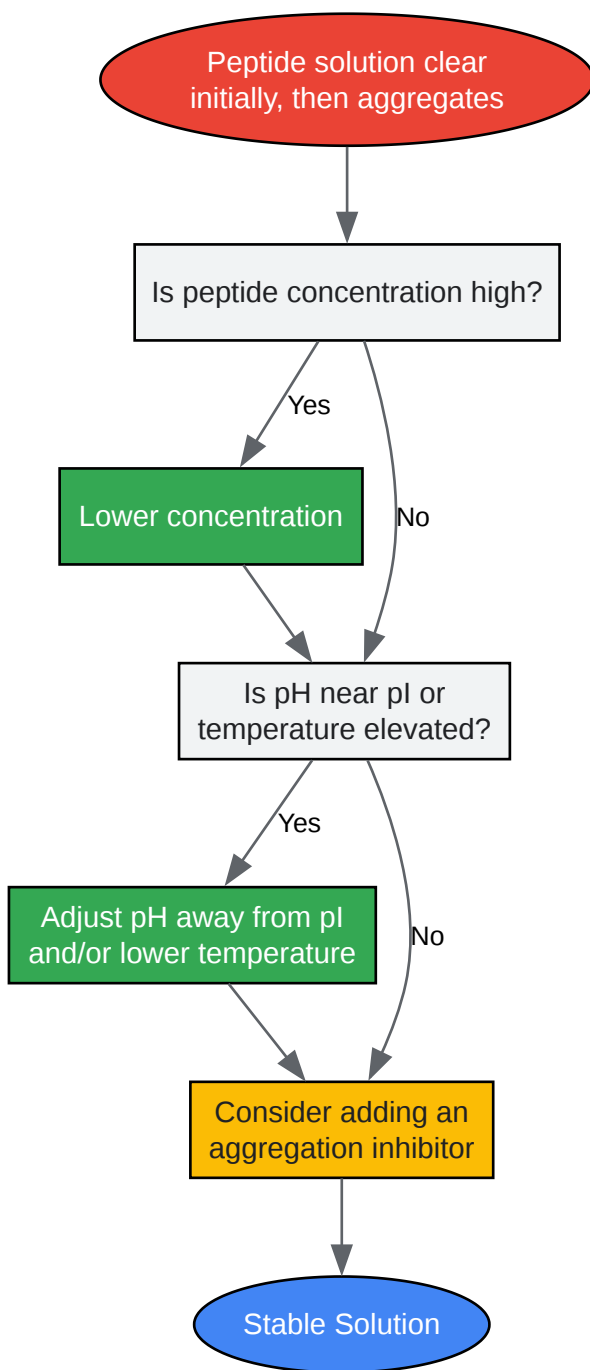 Peptide solution clear
initially, then aggregates
Is peptide concentration high?
Yes
Lower concentration
No
Is pH near pI or
temperature elevated?
Yes
Adjust pH away from pI
and/or lower temperature
No
Consider adding an
aggregation inhibitor
Stable Solution